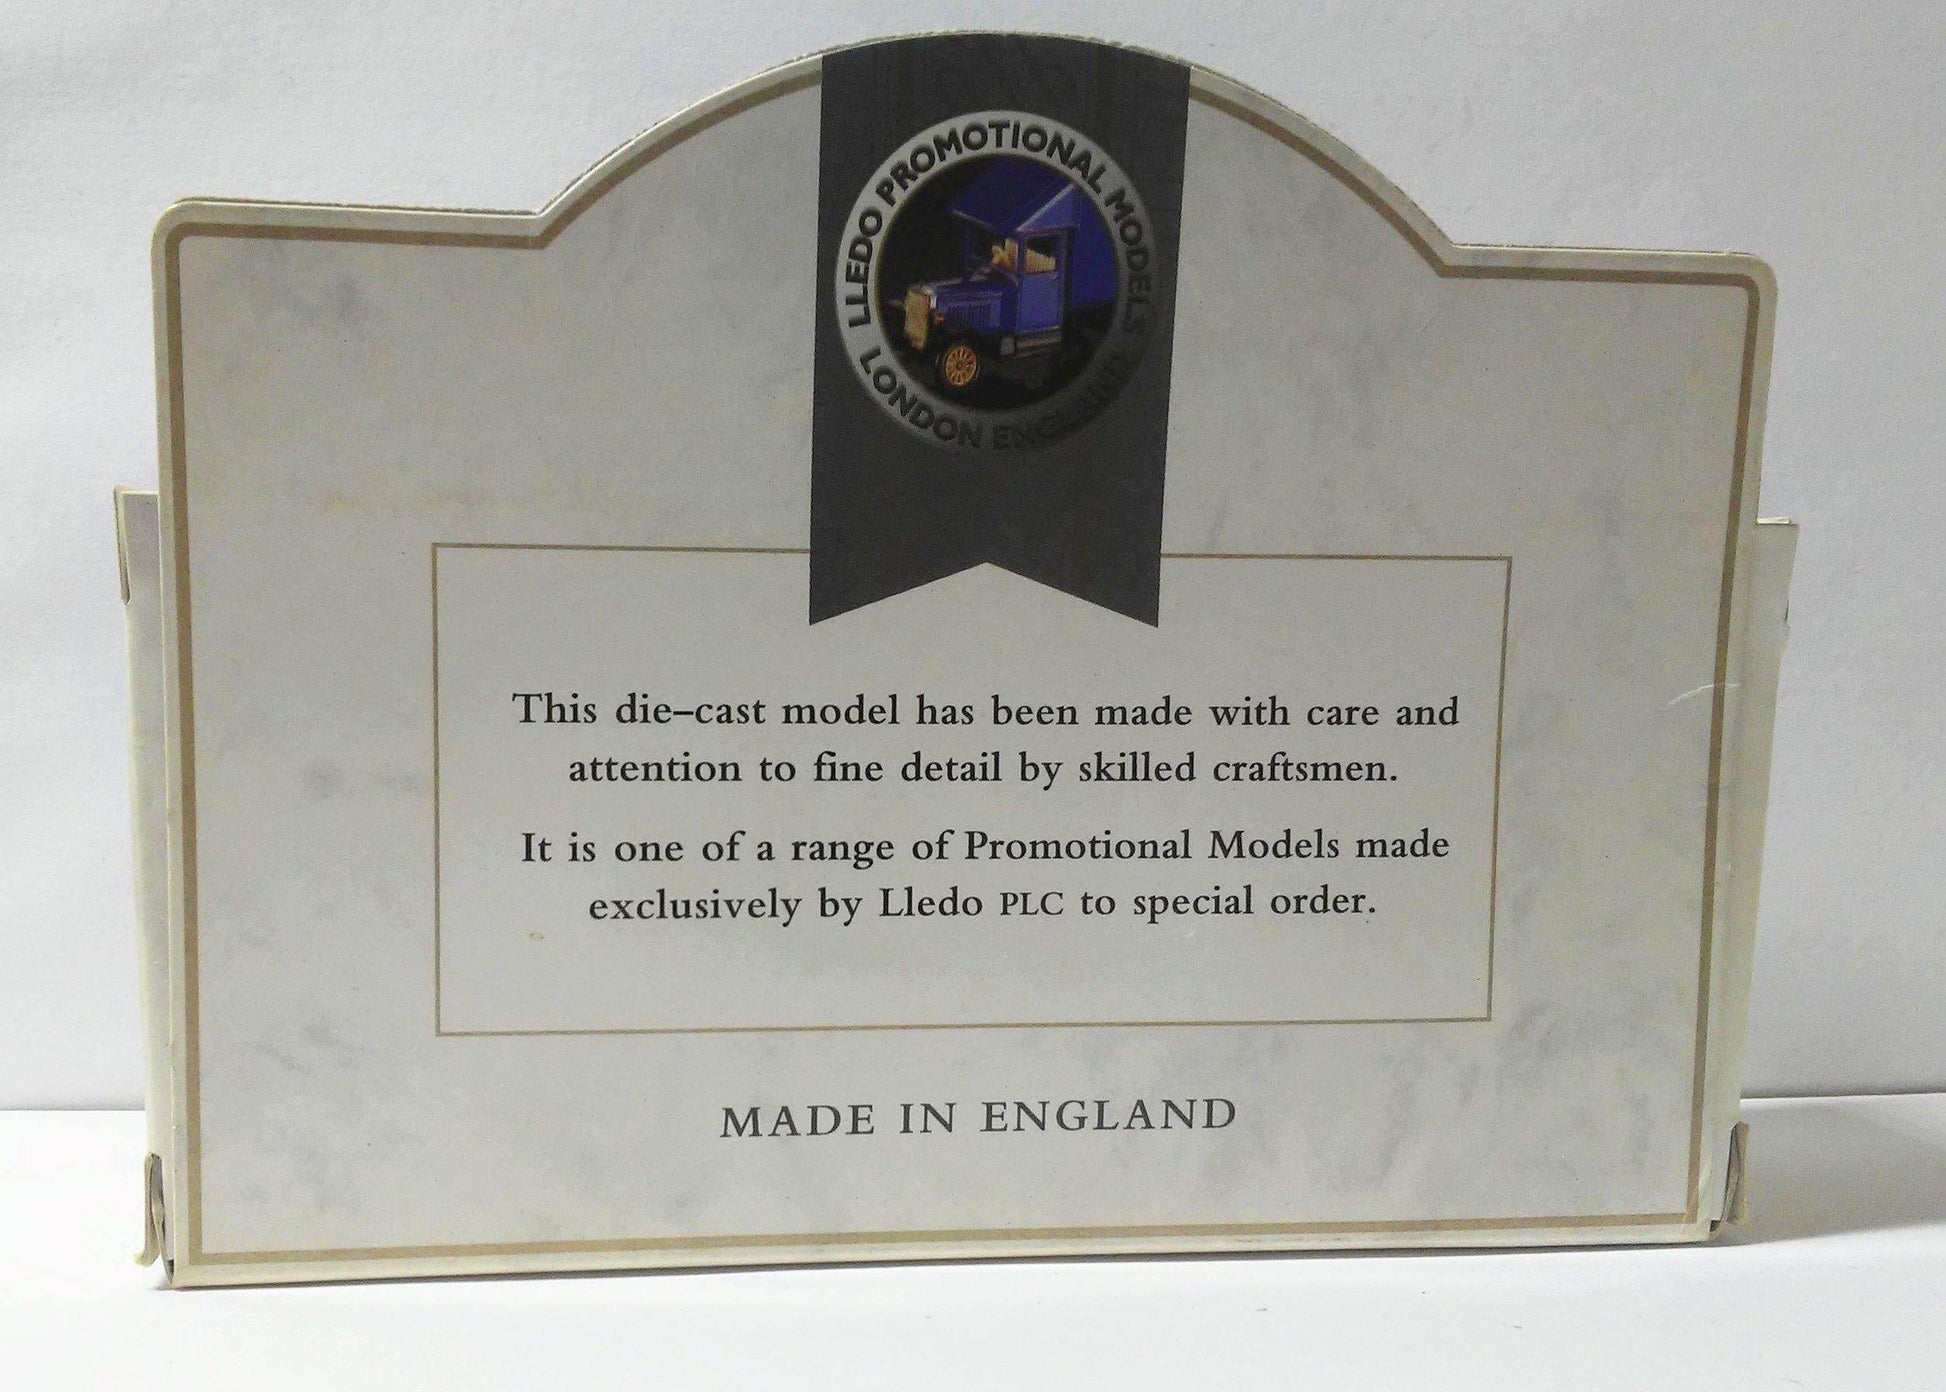 LLEDO PROMOTIONAL MODELS
LONDON ENGLAND
This die–cast model has been made with care and
attention to fine detail by skilled craftsmen.
It is one of a range of Promotional Models made
exclusively by Lledo PLC to special order.
MADE IN ENGLAND